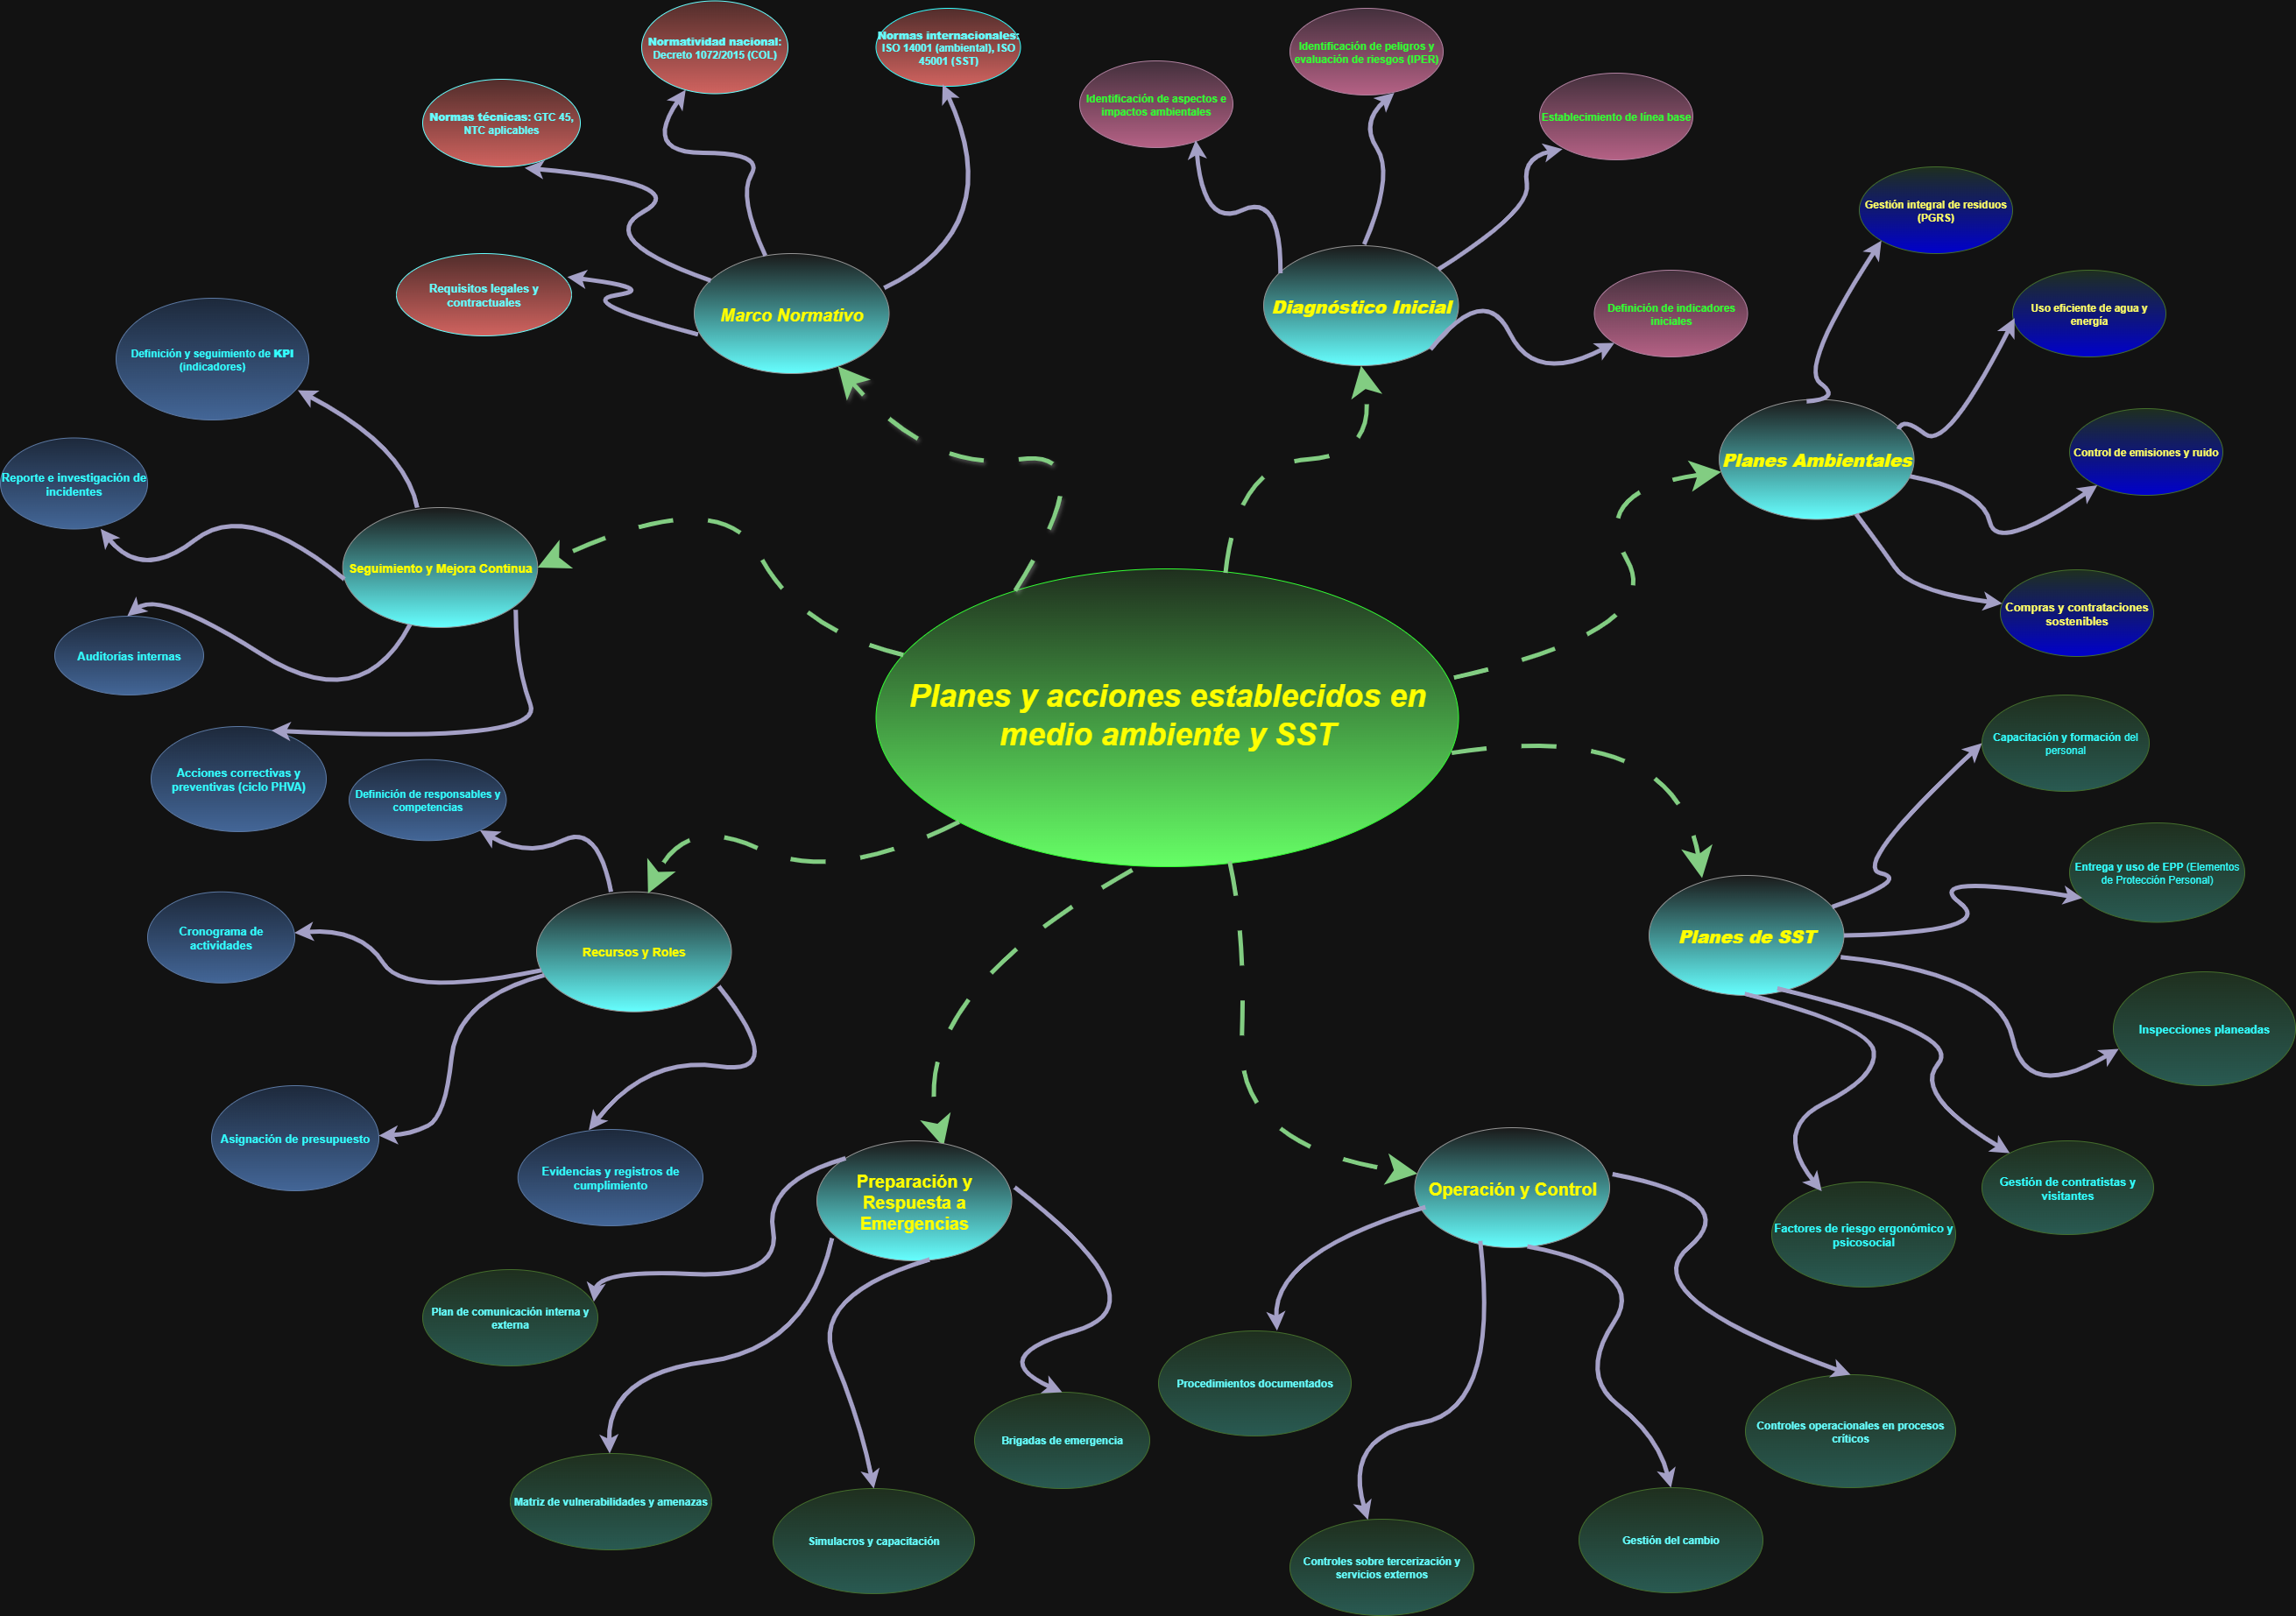 Planes y acciones establecidos en
medio ambiente y SST
Marco Normativo
Normas técnicas: GTC 45,
NTC aplicables
Normatividad nacional:
Decreto 1072/2015 (COL)
Normas internacionales:
ISO 14001 (ambiental), ISO
45001 (SST)
Requisitos legales y
contractuales
Diagnóstico Inicial
Identificación de aspectos e
impactos ambientales
Identificación de peligros y
evaluación de riesgos (IPER)
Establecimiento de línea base
Definición de indicadores
iniciales
Planes Ambientales
Gestión integral de residuos
(PGRS)
Uso eficiente de agua y
energía
Control de emisiones y ruido
Compras y contrataciones
sostenibles
Planes de SST
Capacitación y formación del
personal
Entrega y uso de EPP (Elementos
de Protección Personal)
Inspecciones planeadas
Gestión de contratistas y
visitantes
Factores de riesgo ergonómico y
psicosocial
Operación y Control
Procedimientos documentados
Controles sobre tercerización y
servicios externos
Gestión del cambio
Controles operacionales en procesos
críticos
Preparación y
Respuesta a
Emergencias
Plan de comunicación interna y
externa
Matriz de vulnerabilidades y amenazas
Simulacros y capacitación
Brigadas de emergencia
Recursos y Roles
Definición de responsables y
competencias
Cronograma de
actividades
Asignación de presupuesto
Evidencias y registros de
cumplimiento
Seguimiento y Mejora Continua
Definición y seguimiento de KPI
(indicadores)
Reporte e investigación de
incidentes
Auditorías internas
Acciones correctivas y
preventivas (ciclo PHVA)